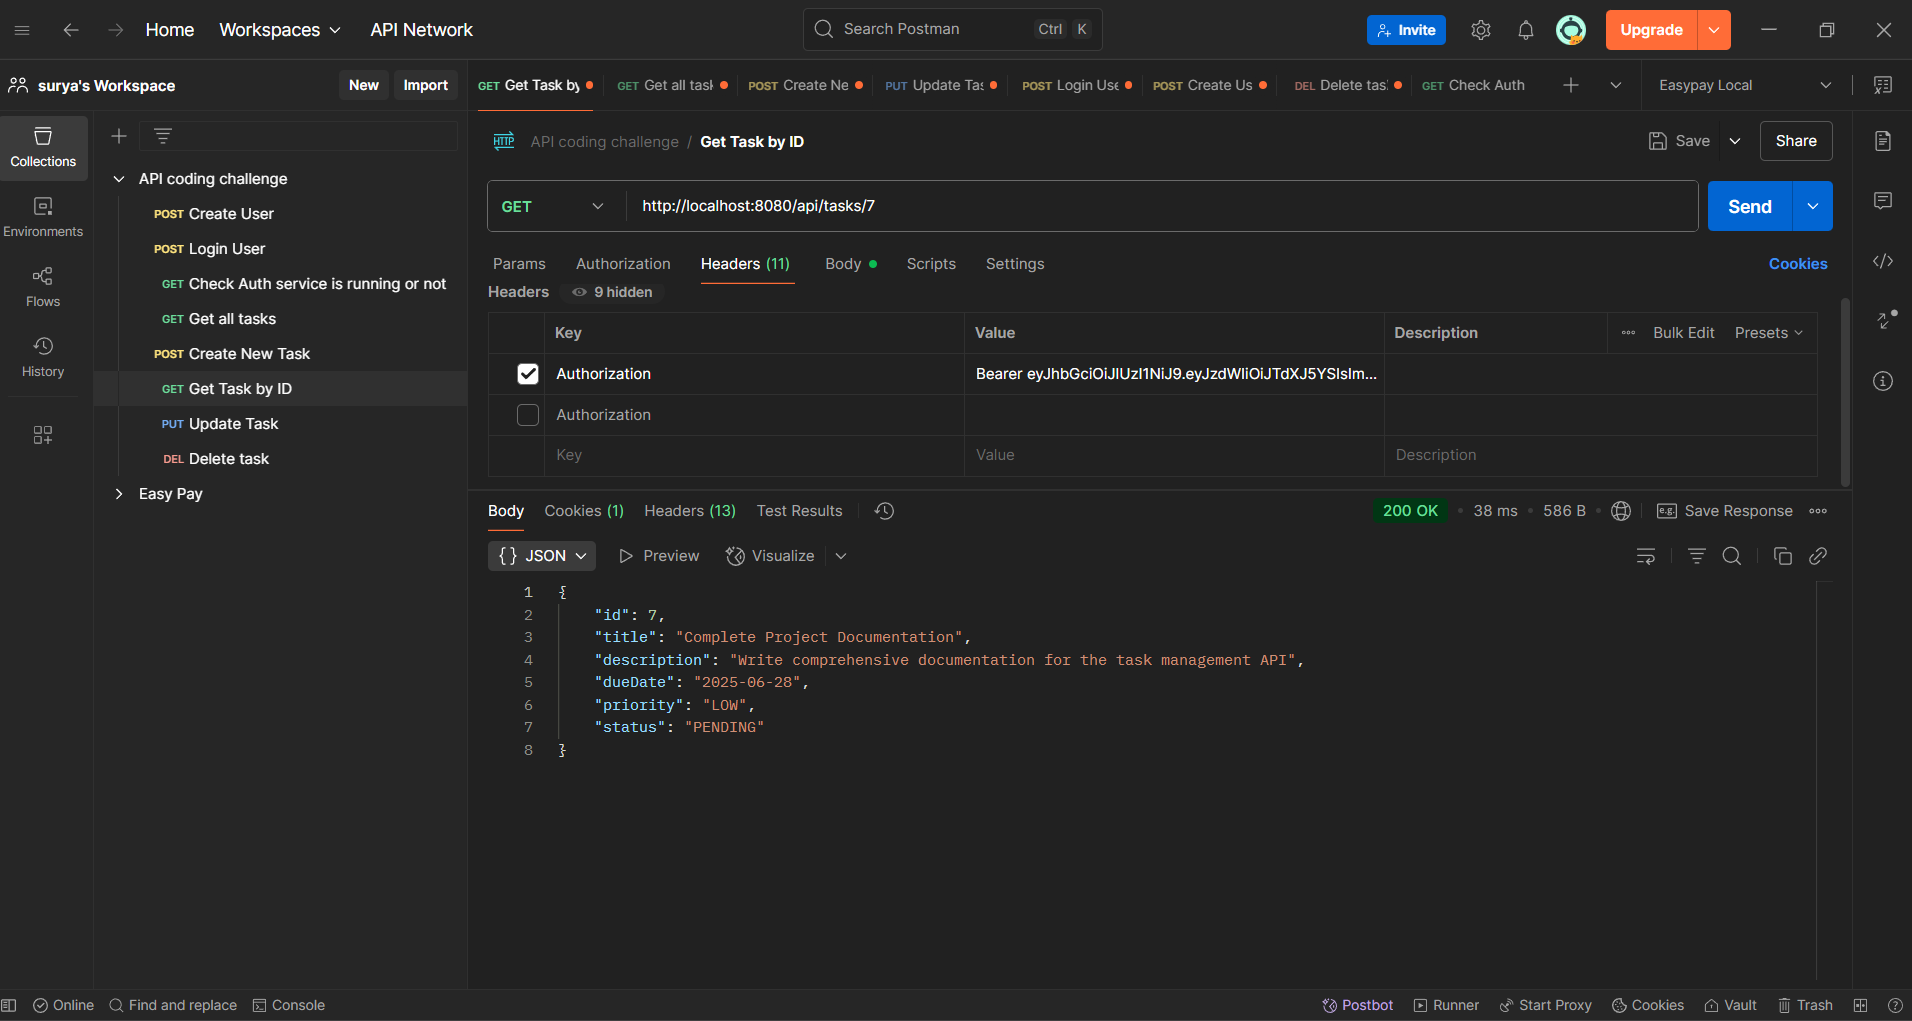 Home Workspaces API Network Search Postman Ctrl K Invite Upgrade
surya's Workspace New Import
GET Get Task by GET Get all task POST Create Ne PUT Update Tas POST Login Use POST Create Us DEL Delete tas GET Check Auth Easypay Local
Collections
Environments
Flows
History
API coding challenge
POST Create User
POST Login User
GET Check Auth service is running or not
GET Get all tasks
POST Create New Task
GET Get Task by ID
PUT Update Task
DEL Delete task
Easy Pay
HTTP API coding challenge / Get Task by ID Save Share
GET http://localhost:8080/api/tasks/7 Send
Params Authorization Headers (11) Body Scripts Settings Cookies
Headers 9 hidden
Key Value Description Bulk Edit Presets
Authorization Bearer eyJhbGciOiJIUzI1NiJ9.eyJzdWIiOiJTdXJ5YSIsIm...
Authorization
Key Value Description
Body Cookies (1) Headers (13) Test Results 200 OK 38 ms 586 B e.g. Save Response
{} JSON Preview Visualize
1 {
2 "id": 7,
3 "title": "Complete Project Documentation",
4 "description": "Write comprehensive documentation for the task management API",
5 "dueDate": "2025-06-28",
6 "priority": "LOW",
7 "status": "PENDING"
8 }
Online Find and replace Console Postbot Runner Start Proxy Cookies Vault Trash